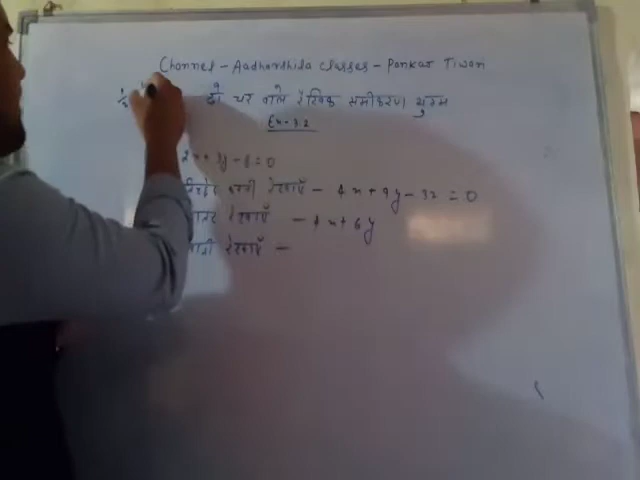 Channel - Aadharshila classes - Pankaj Tiwari
दो चर वाले रैखिक समीकरण युग्म
Ex - 3.2
2x + 3y - 8 = 0
रेखाएँ - 4x + 9y - 32 = 0
रेखाएँ - 4x + 6y
रेखाएँ -